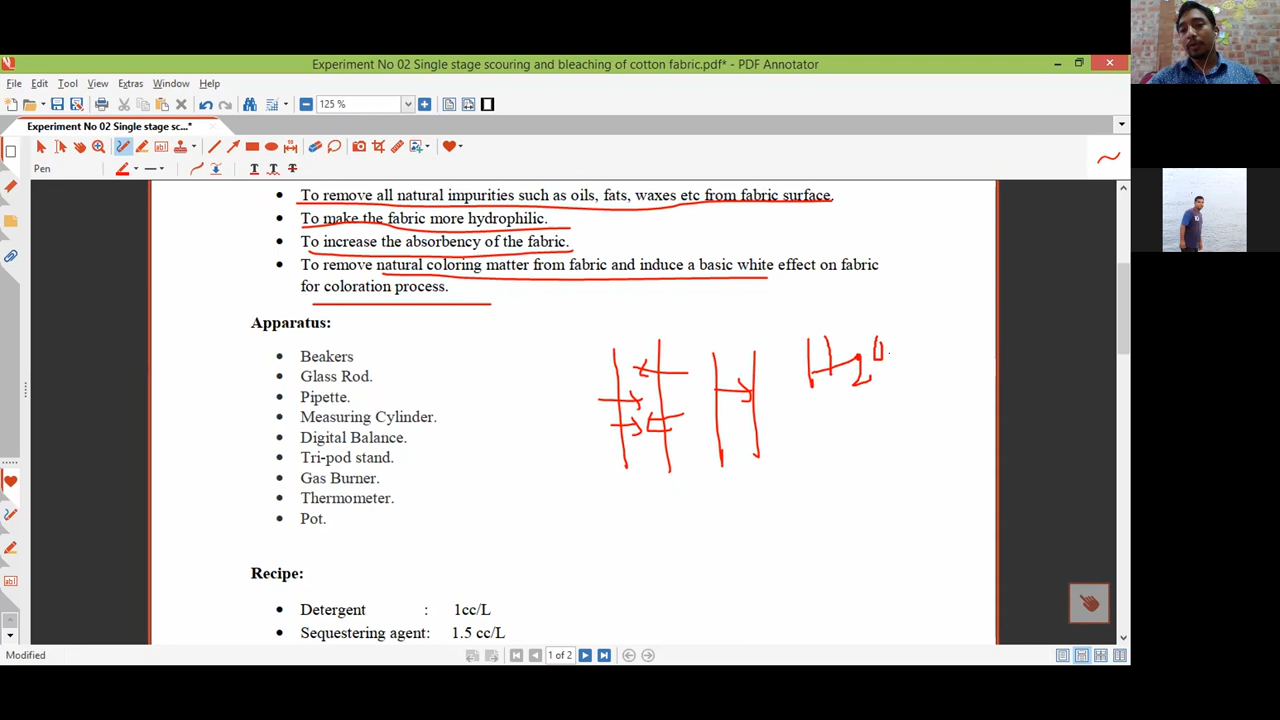 Experiment No 02 Single stage scouring and bleaching of cotton fabric.pdf* - PDF Annotator
File Edit Tool View Extras Window Help
125 %
Experiment No 02 Single stage sc...*
Pen
To remove all natural impurities such as oils, fats, waxes etc from fabric surface.
To make the fabric more hydrophilic.
To increase the absorbency of the fabric.
To remove natural coloring matter from fabric and induce a basic white effect on fabric
for coloration process.
Apparatus:
Beakers
Glass Rod.
Pipette.
Measuring Cylinder.
Digital Balance.
Tri-pod stand.
Gas Burner.
Thermometer.
Pot.
H2O
Recipe:
Detergent : 1cc/L
Sequestering agent: 1.5 cc/L
Modified
1 of 2